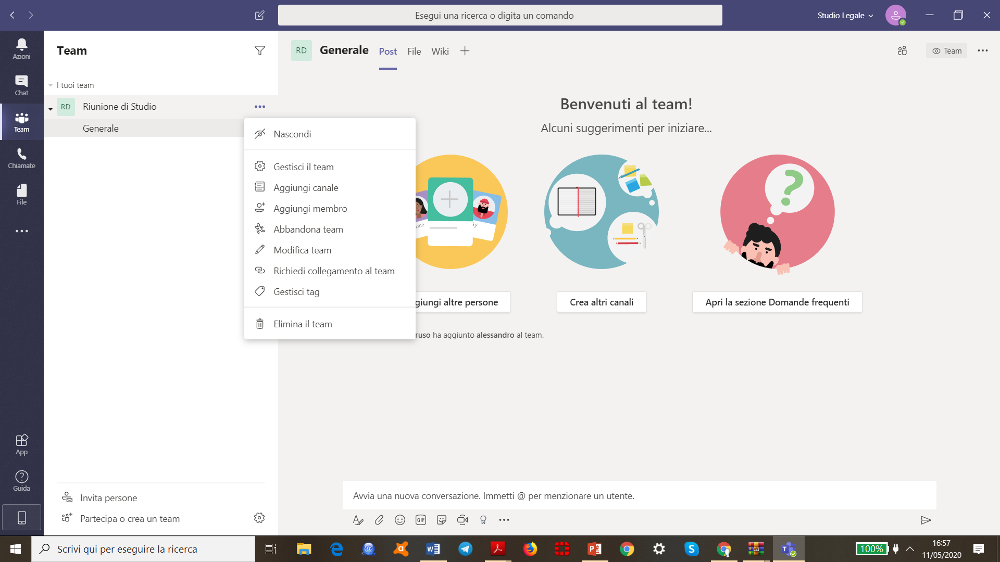 Esegui una ricerca o digita un comando
Studio Legale
Azioni
Chat
Team
Chiamate
File
App
Guida
Team
I tuoi team
RD Riunione di Studio
Generale
Nascondi
Gestisci il team
Aggiungi canale
Aggiungi membro
Abbandona team
Modifica team
Richiedi collegamento al team
Gestisci tag
Elimina il team
Invita persone
Partecipa o crea un team
RD Generale Post File Wiki
Team
Benvenuti al team!
Alcuni suggerimenti per iniziare...
giungi altre persone
Crea altri canali
Apri la sezione Domande frequenti
ruso ha aggiunto alessandro al team.
Avvia una nuova conversazione. Immetti @ per menzionare un utente.
GIF
Scrivi qui per eseguire la ricerca
100%
16:57
11/05/2020